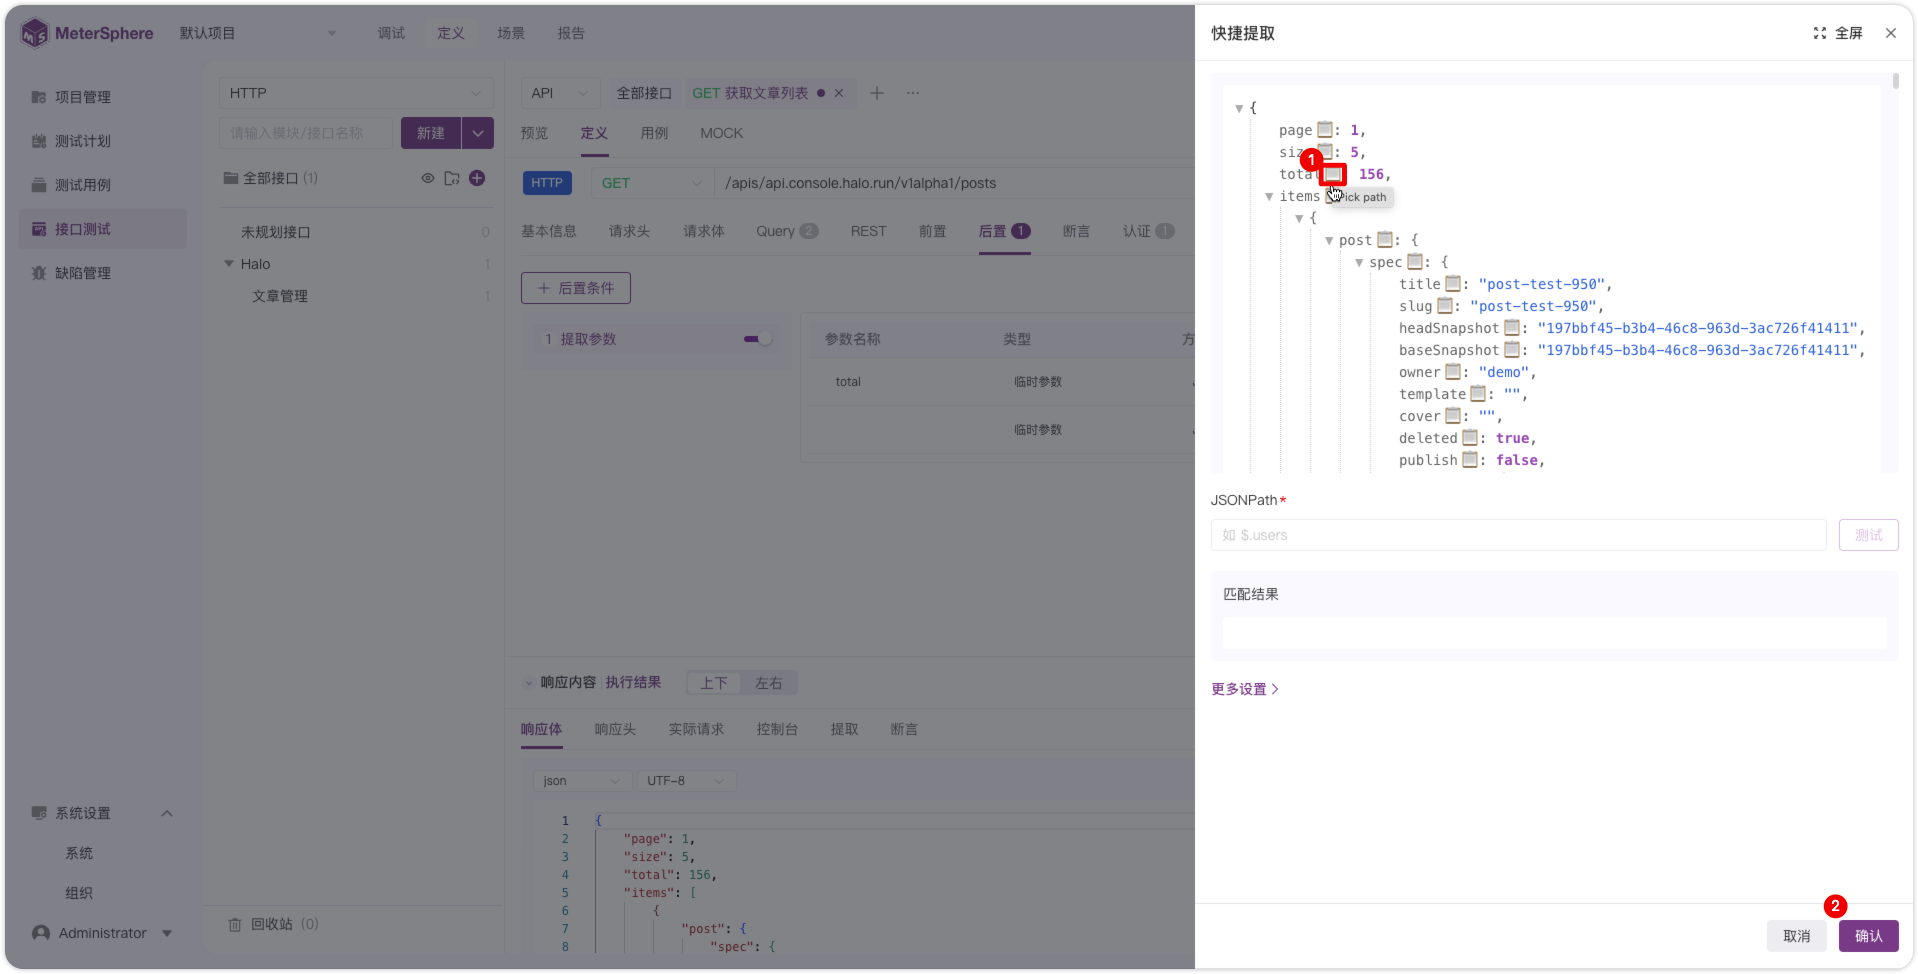 MeterSphere
默认项目
调试
定义
场景
报告
项目管理
测试计划
测试用例
接口测试
缺陷管理
系统设置
系统
组织
Administrator
HTTP
请输入模块/接口名称
新建
全部接口 (1)
未规划接口 0
Halo 1
文章管理 1
回收站 (0)
API
全部接口
GET 获取文章列表
预览
定义
用例
MOCK
HTTP
GET
/apis/api.console.halo.run/v1alpha1/posts
基本信息
请求头
请求体
Query 2
REST
前置
后置 1
断言
认证 1
后置条件
1 提取参数
参数名称 类型 方
total 临时参数
临时参数
响应内容 执行结果 上下 左右
响应体
响应头
实际请求
控制台
提取
断言
json
UTF-8
1 {
2 "page": 1,
3 "size": 5,
4 "total": 156,
5 "items": [
6 {
7 "post": {
8 "spec": {
快捷提取
全屏
{
page : 1,
siz : 5,
1
total 156,
items
Pick path
{
post : {
spec : {
title : "post-test-950",
slug : "post-test-950",
headSnapshot : "197bbf45-b3b4-46c8-963d-3ac726f41411",
baseSnapshot : "197bbf45-b3b4-46c8-963d-3ac726f41411",
owner : "demo",
template : "",
cover : "",
deleted : true,
publish : false,
JSONPath*
如 $.users
测试
匹配结果
更多设置
2
取消
确认